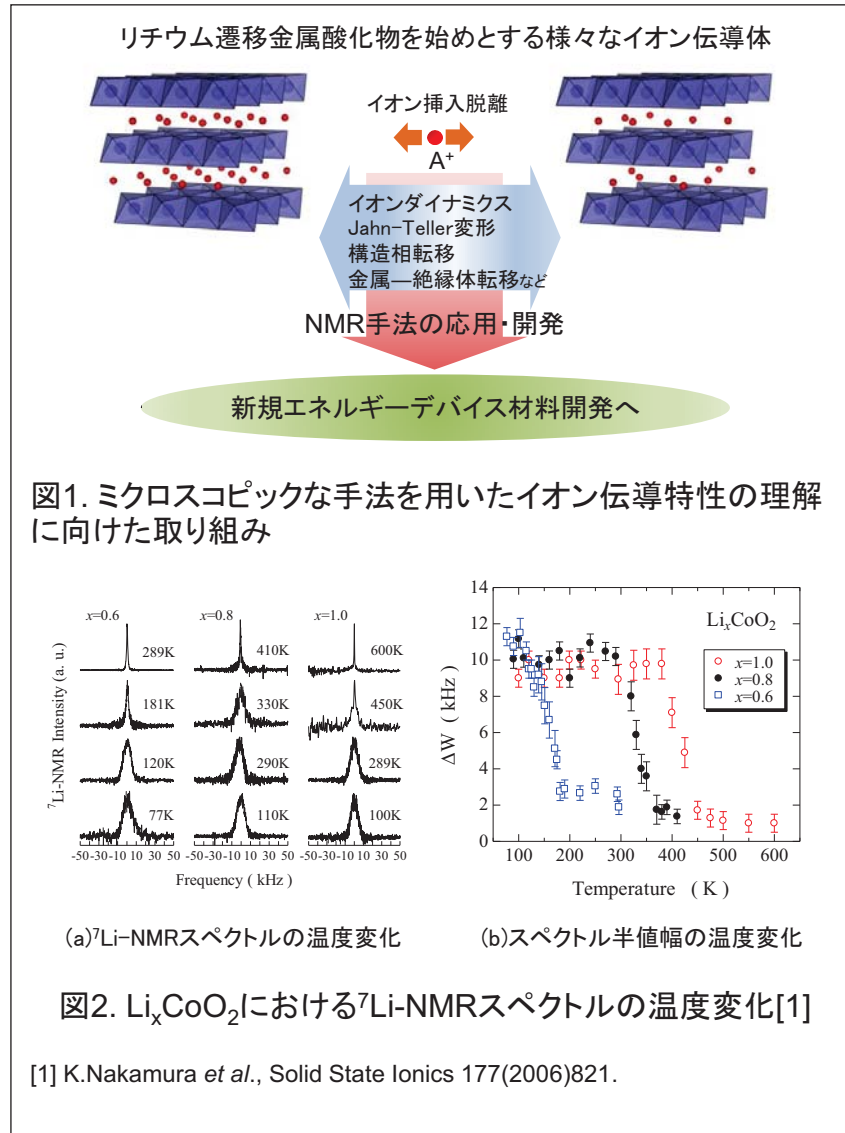 リチウム遷移金属酸化物を始めとする様々なイオン伝導体
イオン挿入脱離
A⁺
イオンダイナミクス
Jahn-Teller変形
構造相転移
金属―絶縁体転移など
NMR手法の応用・開発
新規エネルギーデバイス材料開発へ
図1. ミクロスコピックな手法を用いたイオン伝導特性の理解
に向けた取り組み
x=0.6 x=0.8 x=1.0
289K 410K 600K
181K 330K 450K
120K 290K 289K
77K 110K 100K
⁷Li-NMR Intensity (a. u.)
-50 -30 -10 10 30 50 -50 -30 -10 10 30 50 -50 -30 -10 10 30 50
Frequency ( kHz )
(a)⁷Li-NMRスペクトルの温度変化
LiₓCoO₂
x=1.0
x=0.8
x=0.6
ΔW ( kHz )
14
12
10
8
6
4
2
0
100 200 300 400 500 600
Temperature ( K )
(b)スペクトル半値幅の温度変化
図2. LiₓCoO₂における⁷Li-NMRスペクトルの温度変化[1]
[1] K.Nakamura et al., Solid State Ionics 177(2006)821.